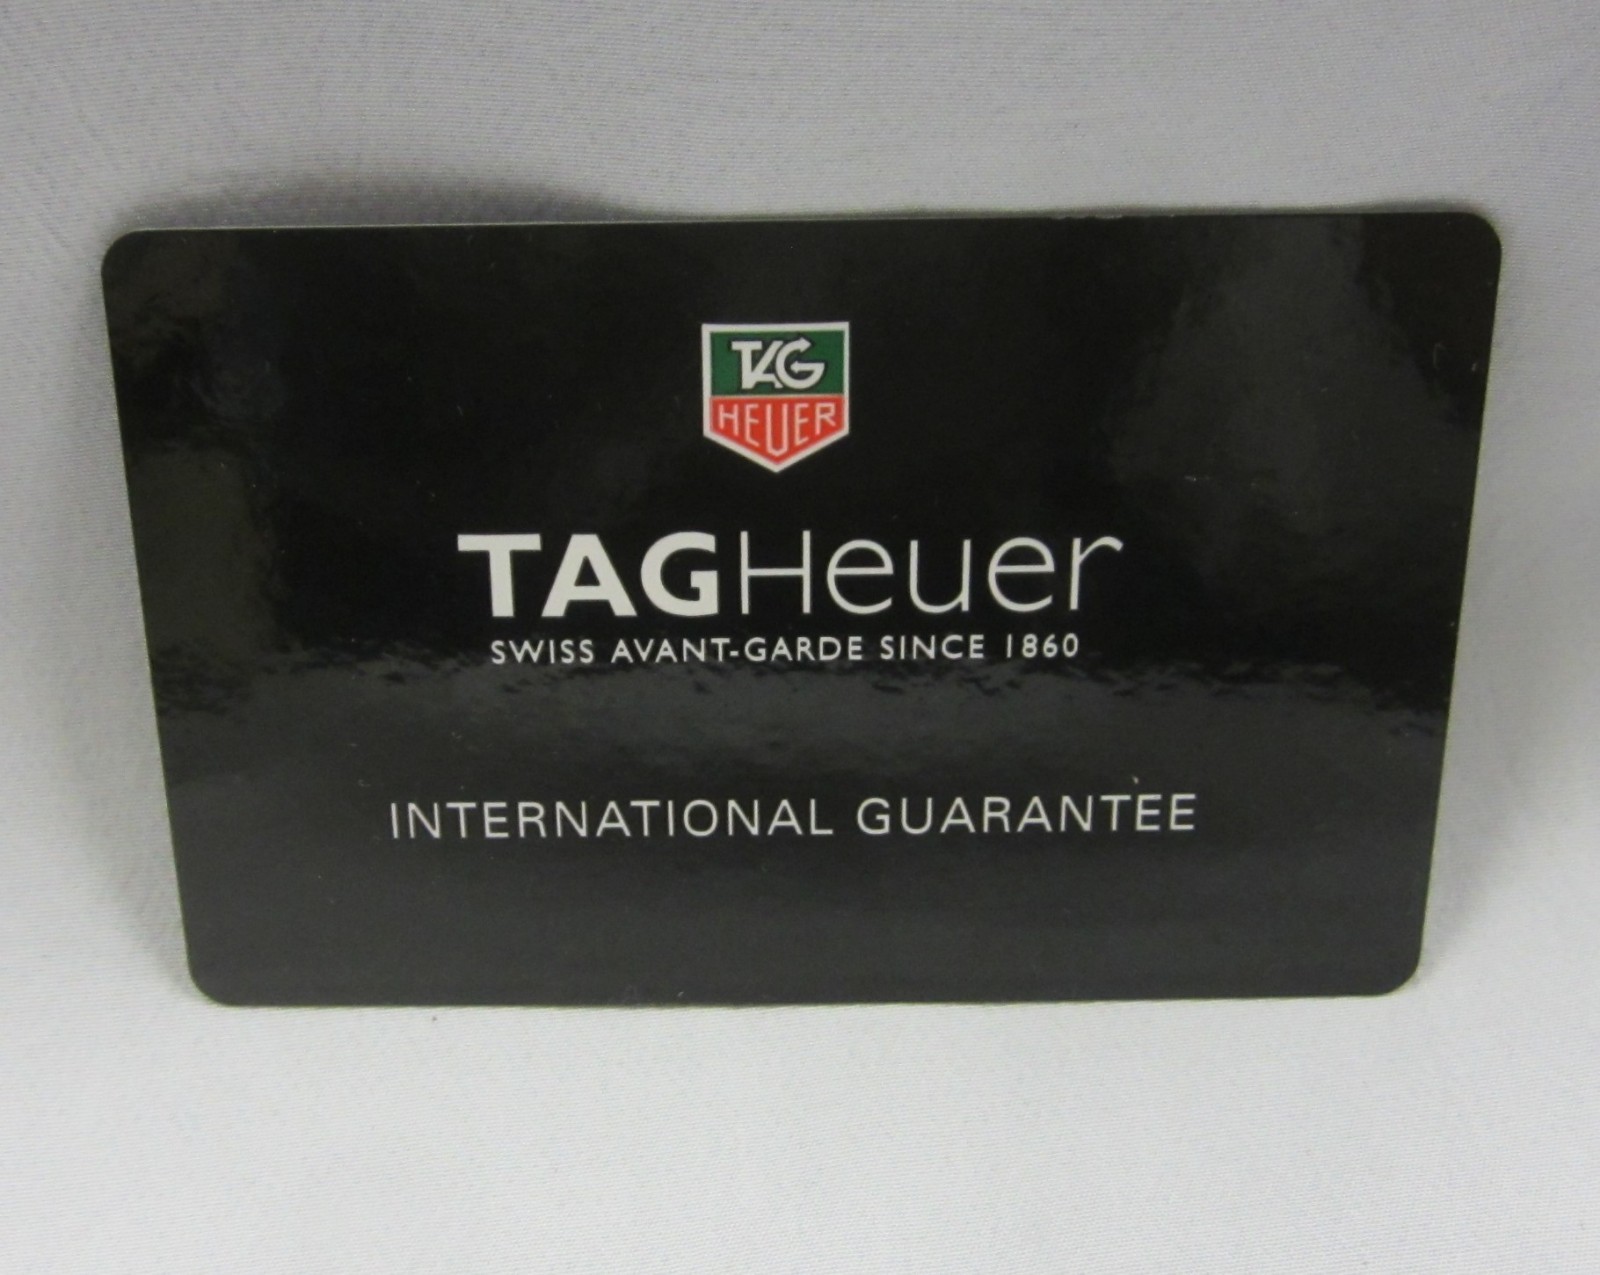 TAG
HEUER
TAGHeuer
SWISS AVANT-GARDE SINCE 1860
INTERNATIONAL GUARANTEE